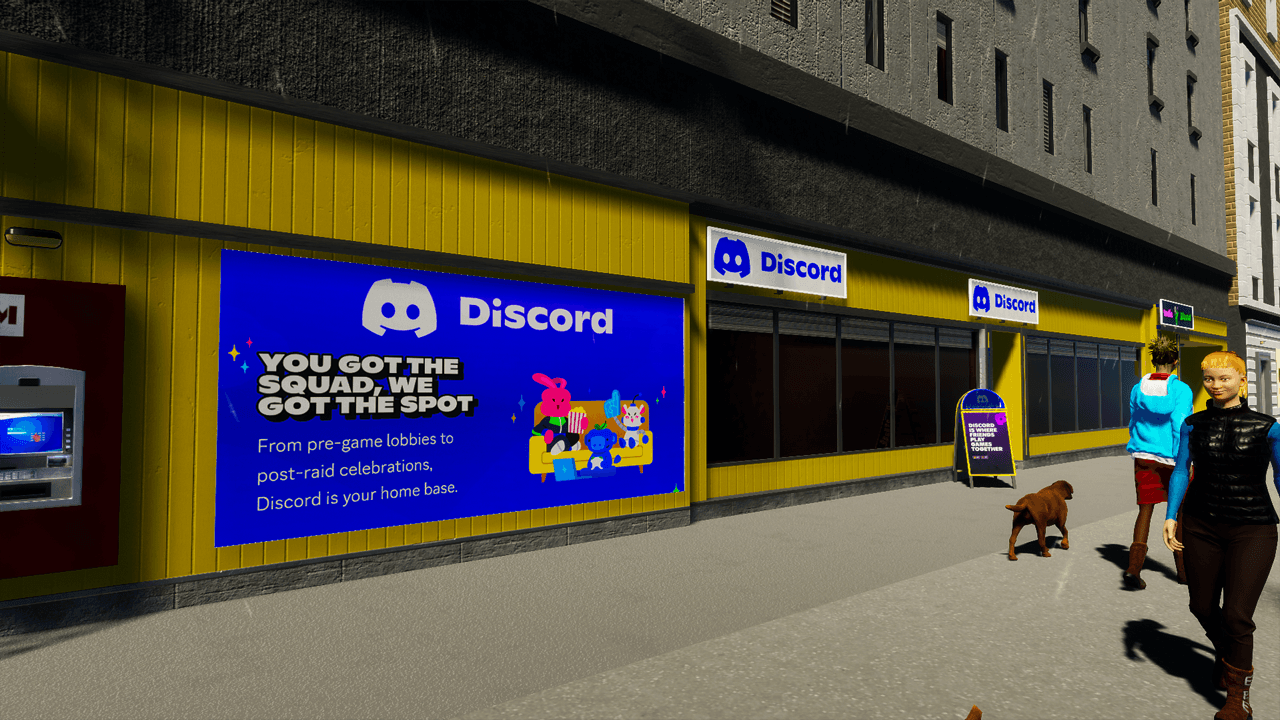 Discord
YOU GOT THE
SQUAD, WE
GOT THE SPOT
From pre-game lobbies to
post-raid celebrations,
Discord is your home base.
Discord
Discord
DISCORD
IS WHERE
FRIENDS
PLAY
GAMES
TOGETHER